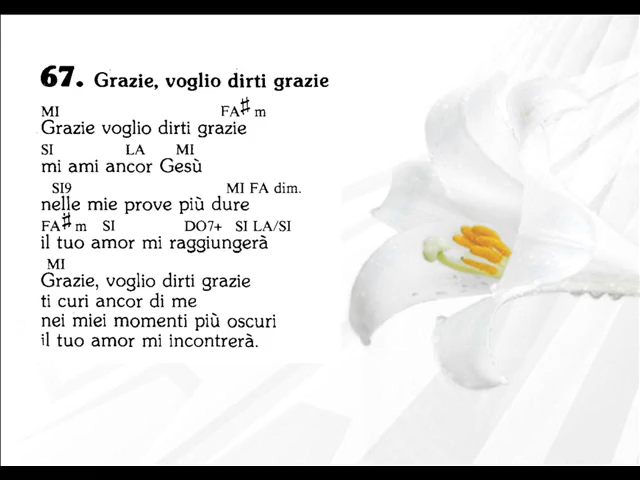 67. Grazie, voglio dirti grazie
MI FA♯m
Grazie voglio dirti grazie
SI LA MI
mi ami ancor Gesù
SI9 MI FA dim.
nelle mie prove più dure
FA♯m SI DO7+ SI LA/SI
il tuo amor mi raggiungerà
MI
Grazie, voglio dirti grazie
ti curi ancor di me
nei miei momenti più oscuri
il tuo amor mi incontrerà.